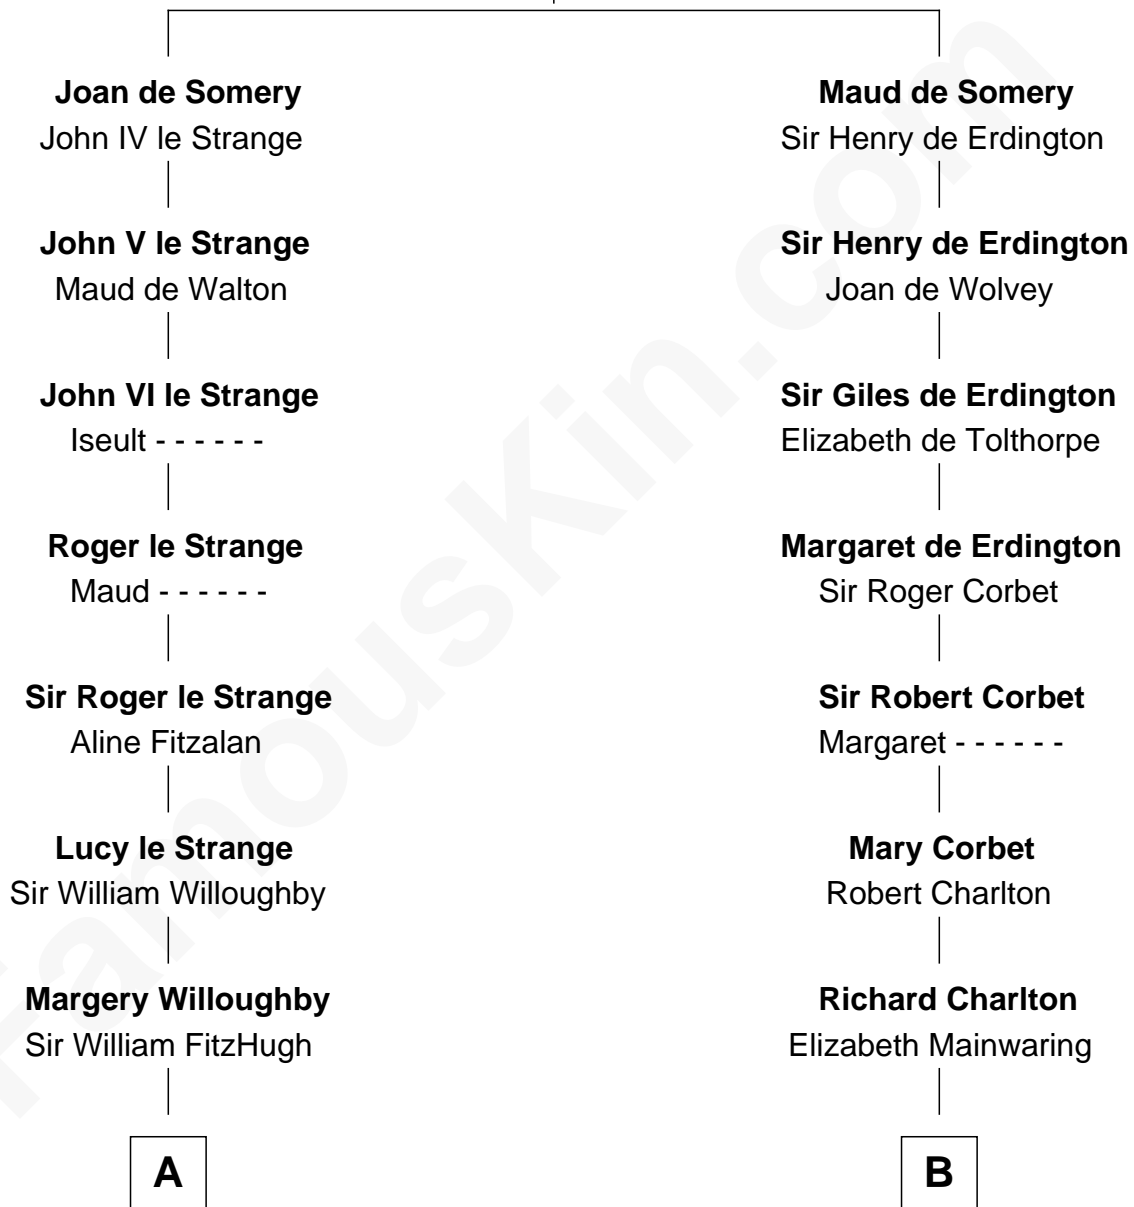 Joan de Somery
John IV le Strange
John V le Strange
Maud de Walton
John VI le Strange
Iseult - - - - - -
Roger le Strange
Maud - - - - - -
Sir Roger le Strange
Aline Fitzalan
Lucy le Strange
Sir William Willoughby
Margery Willoughby
Sir William FitzHugh
A
Maud de Somery
Sir Henry de Erdington
Sir Henry de Erdington
Joan de Wolvey
Sir Giles de Erdington
Elizabeth de Tolthorpe
Margaret de Erdington
Sir Roger Corbet
Sir Robert Corbet
Margaret - - - - - -
Mary Corbet
Robert Charlton
Richard Charlton
Elizabeth Mainwaring
B
FamousKin.com